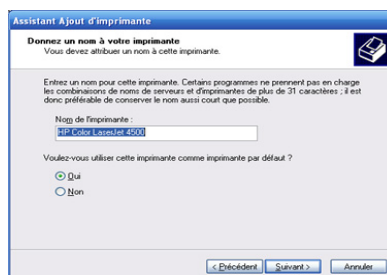 Assistant Ajout d'imprimante
Donnez un nom à votre imprimante
Vous devez attribuer un nom à cette imprimante.
Entrez un nom pour cette imprimante. Certains programmes ne prennent pas en charge
les combinaisons de noms de serveurs et d'imprimantes de plus de 31 caractères ; il est
donc préférable de conserver le nom aussi court que possible.
Nom de l'imprimante :
HP Color LaserJet 4500
Voulez-vous utiliser cette imprimante comme imprimante par défaut ?
Oui
Non
< Précédent Suivant > Annuler